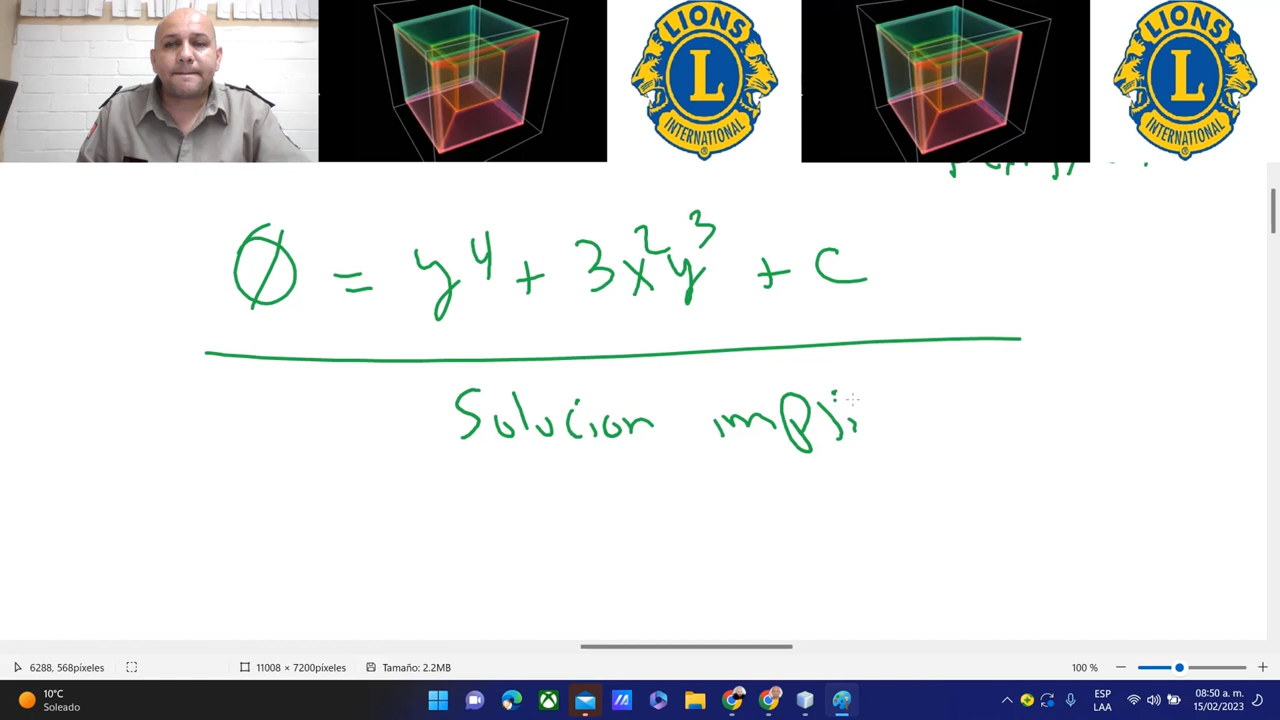 LIONS
L
INTERNATIONAL
LIONS
L
INTERNATIONAL
Ø = y⁴ + 3x²y³ + c
Solucion impli
6288, 568píxeles
11008 × 7200píxeles
Tamaño: 2.2MB
100 %
10°C
Soleado
ESP
LAA
08:50 a. m.
15/02/2023